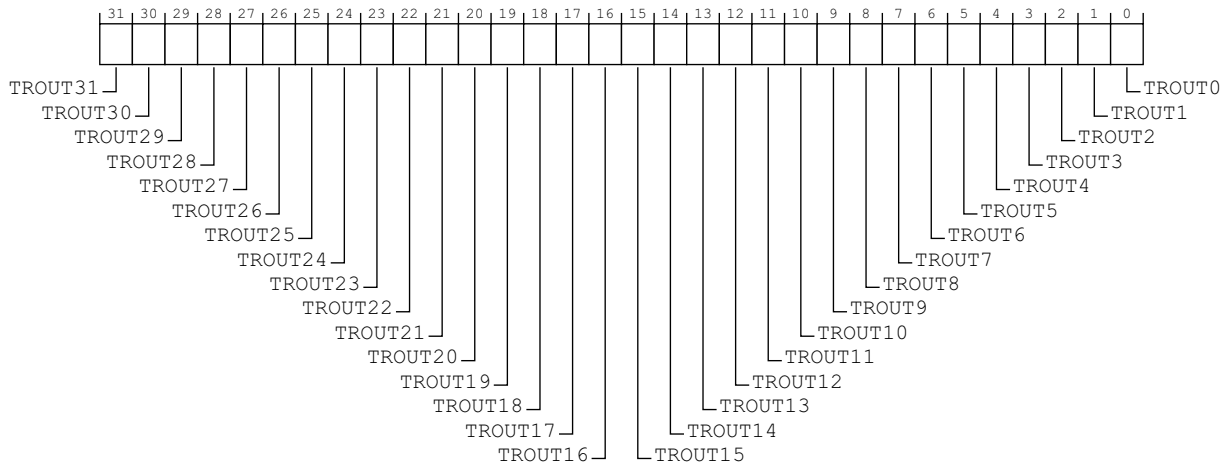 31 30 29 28 27 26 25 24 23 22 21 20 19 18 17 16 15 14 13 12 11 10 9 8 7 6 5 4 3 2 1 0
TROUT31 TROUT0
TROUT30 TROUT1
TROUT29 TROUT2
TROUT28 TROUT3
TROUT27 TROUT4
TROUT26 TROUT5
TROUT25 TROUT6
TROUT24 TROUT7
TROUT23 TROUT8
TROUT22 TROUT9
TROUT21 TROUT10
TROUT20 TROUT11
TROUT19 TROUT12
TROUT18 TROUT13
TROUT17 TROUT14
TROUT16 TROUT15